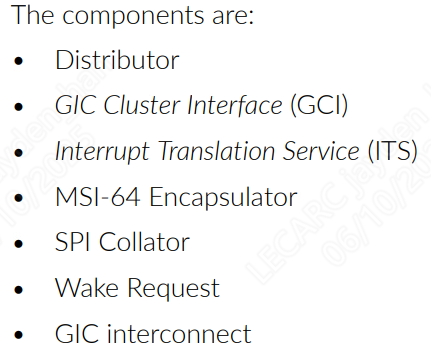 The components are:
• Distributor
• GIC Cluster Interface (GCI)
• Interrupt Translation Service (ITS)
• MSI-64 Encapsulator
• SPI Collator
• Wake Request
• GIC interconnect